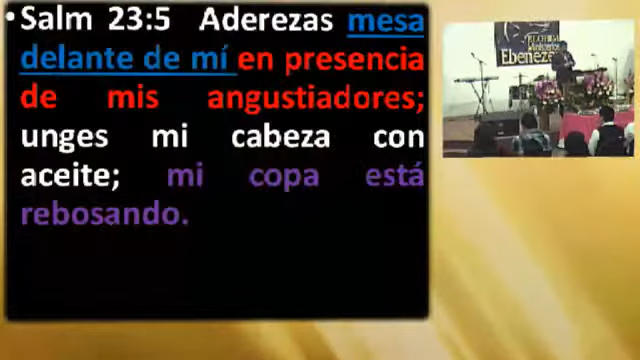 • Salm 23:5 Aderezas mesa
delante de mí en presencia
de mis angustiadores;
unges mi cabeza con
aceite; mi copa está
rebosando.
Ministerios
Ebenezer